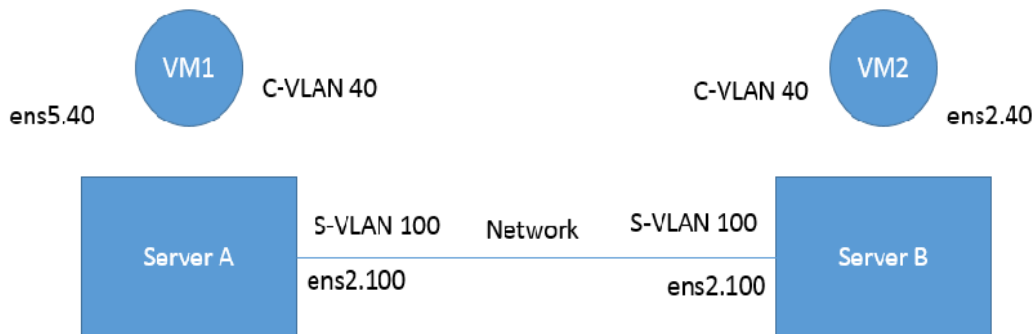 VM1
C-VLAN 40
ens5.40
VM2
C-VLAN 40
ens2.40
Server A
S-VLAN 100
ens2.100
Network
S-VLAN 100
ens2.100
Server B